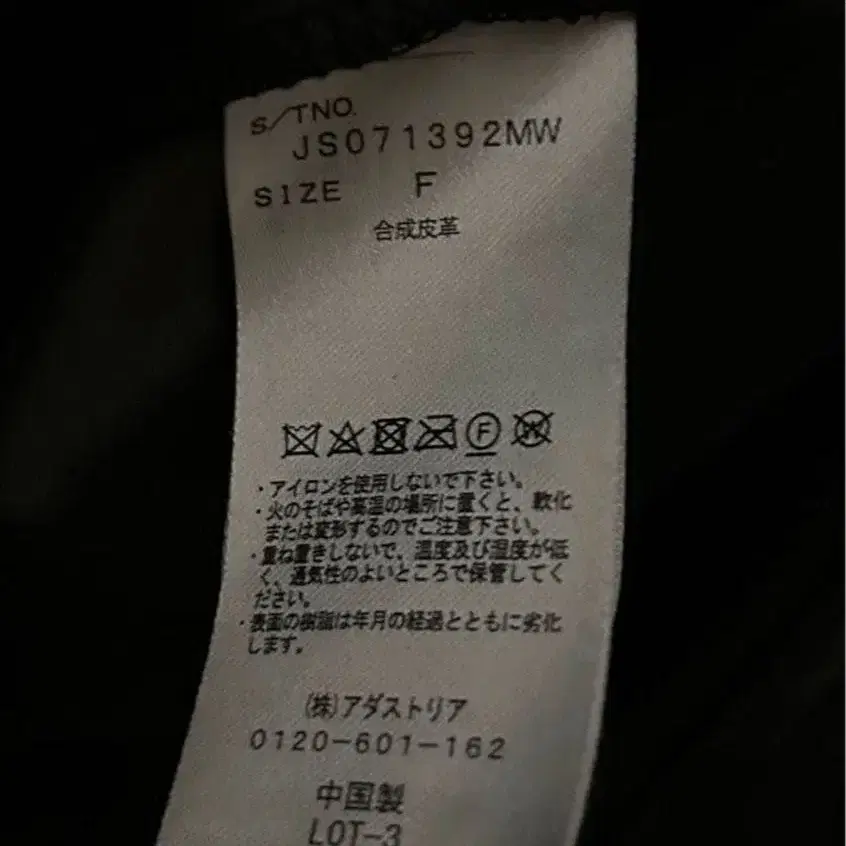 S/TNO.
JS071392MW
SIZE F
合成皮革
F
W
・アイロンを使用しないで下さい。
・火のそばや高温の場所に置くと、軟化
または変形するのでご注意下さい。
・重ね置きしないで、温度及び湿度が低
く、通気性のよいところで保管してく
ださい。
・表面の樹脂は年月の経過とともに劣化
します。
(株)アダストリア
0120-601-162
中国製
LOT-3